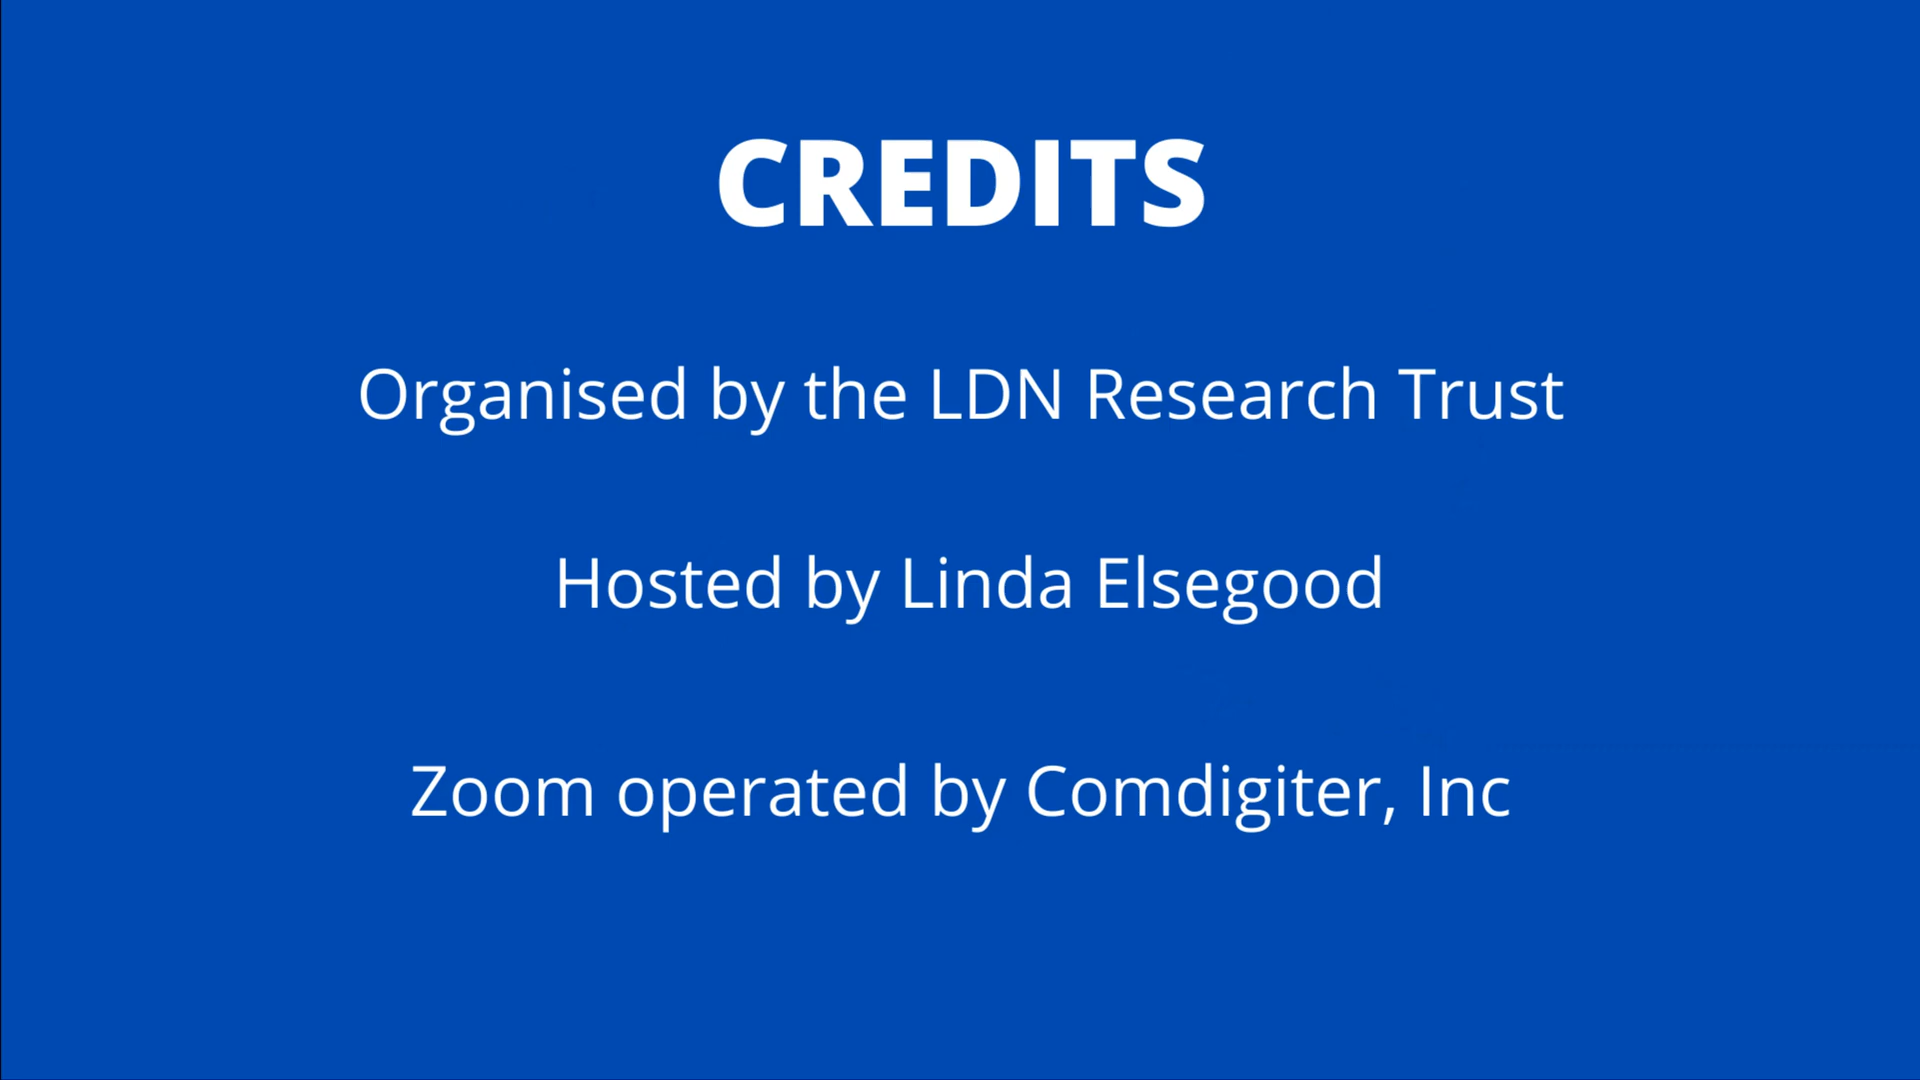 CREDITS
Organised by the LDN Research Trust
Hosted by Linda Elsegood
Zoom operated by Comdigiter, Inc